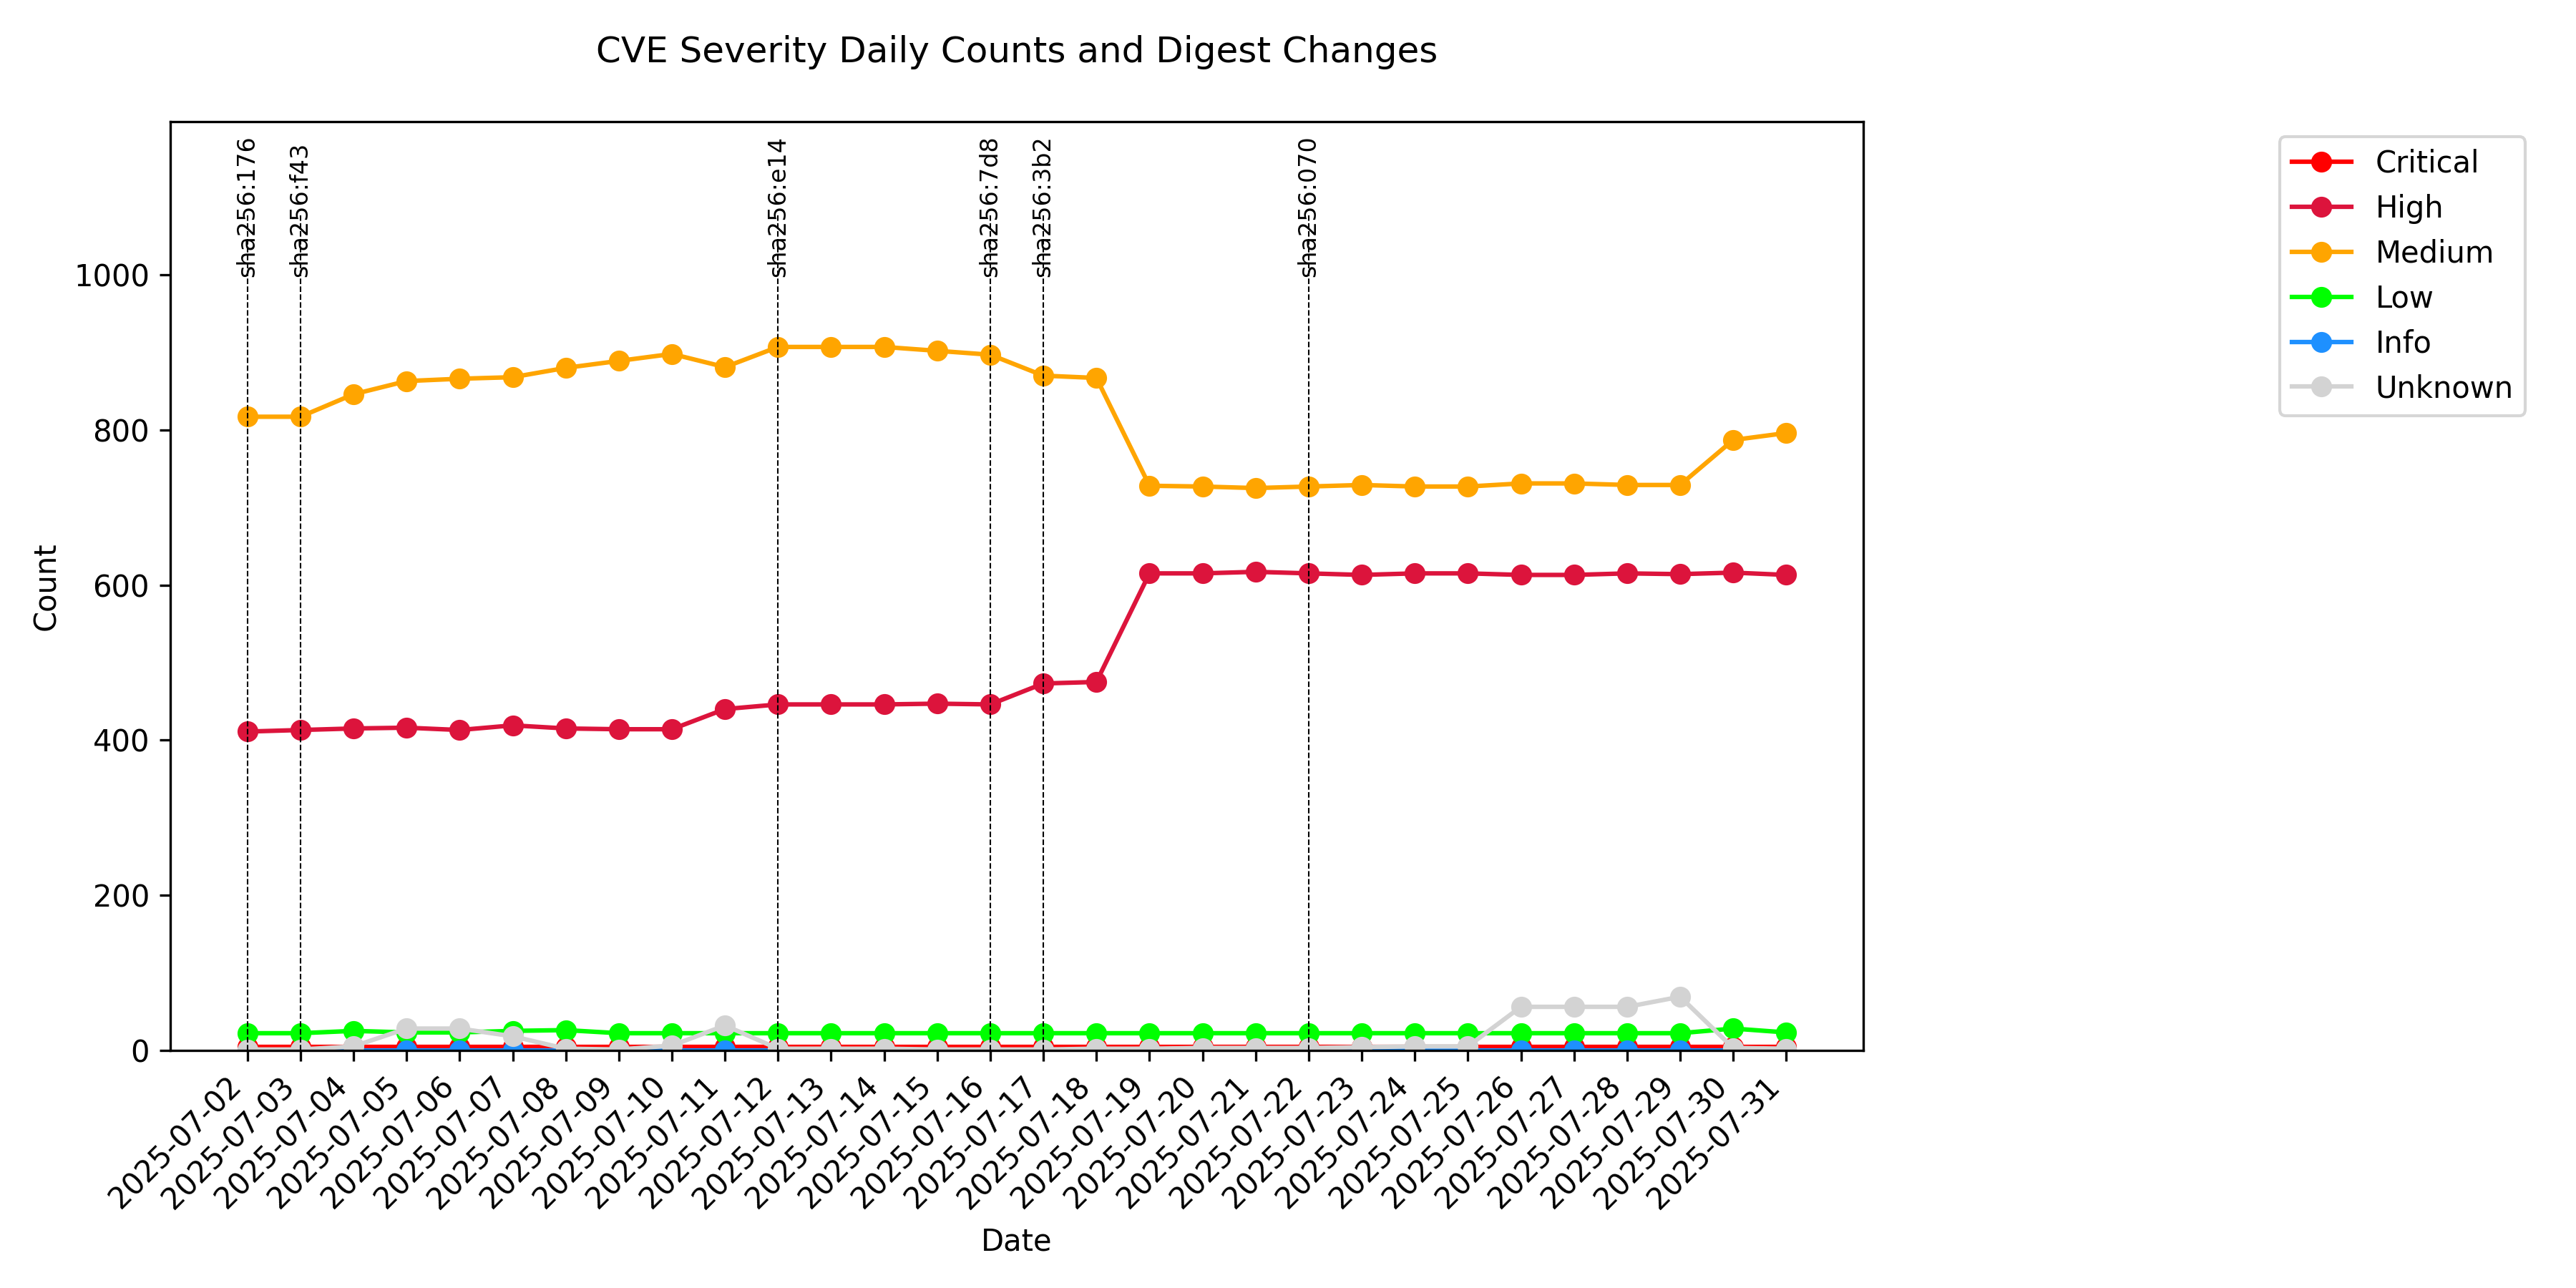 CVE Severity Daily Counts and Digest Changes
sha256:176
sha256:f43
sha256:e14
sha256:7d8
sha256:3b2
sha256:070
Critical
High
Medium
Low
Info
Unknown
1000
800
600
400
200
0
Count
2025-07-02
2025-07-03
2025-07-04
2025-07-05
2025-07-06
2025-07-07
2025-07-08
2025-07-09
2025-07-10
2025-07-11
2025-07-12
2025-07-13
2025-07-14
2025-07-15
2025-07-16
2025-07-17
2025-07-18
2025-07-19
2025-07-20
2025-07-21
2025-07-22
2025-07-23
2025-07-24
2025-07-25
2025-07-26
2025-07-27
2025-07-28
2025-07-29
2025-07-30
2025-07-31
Date